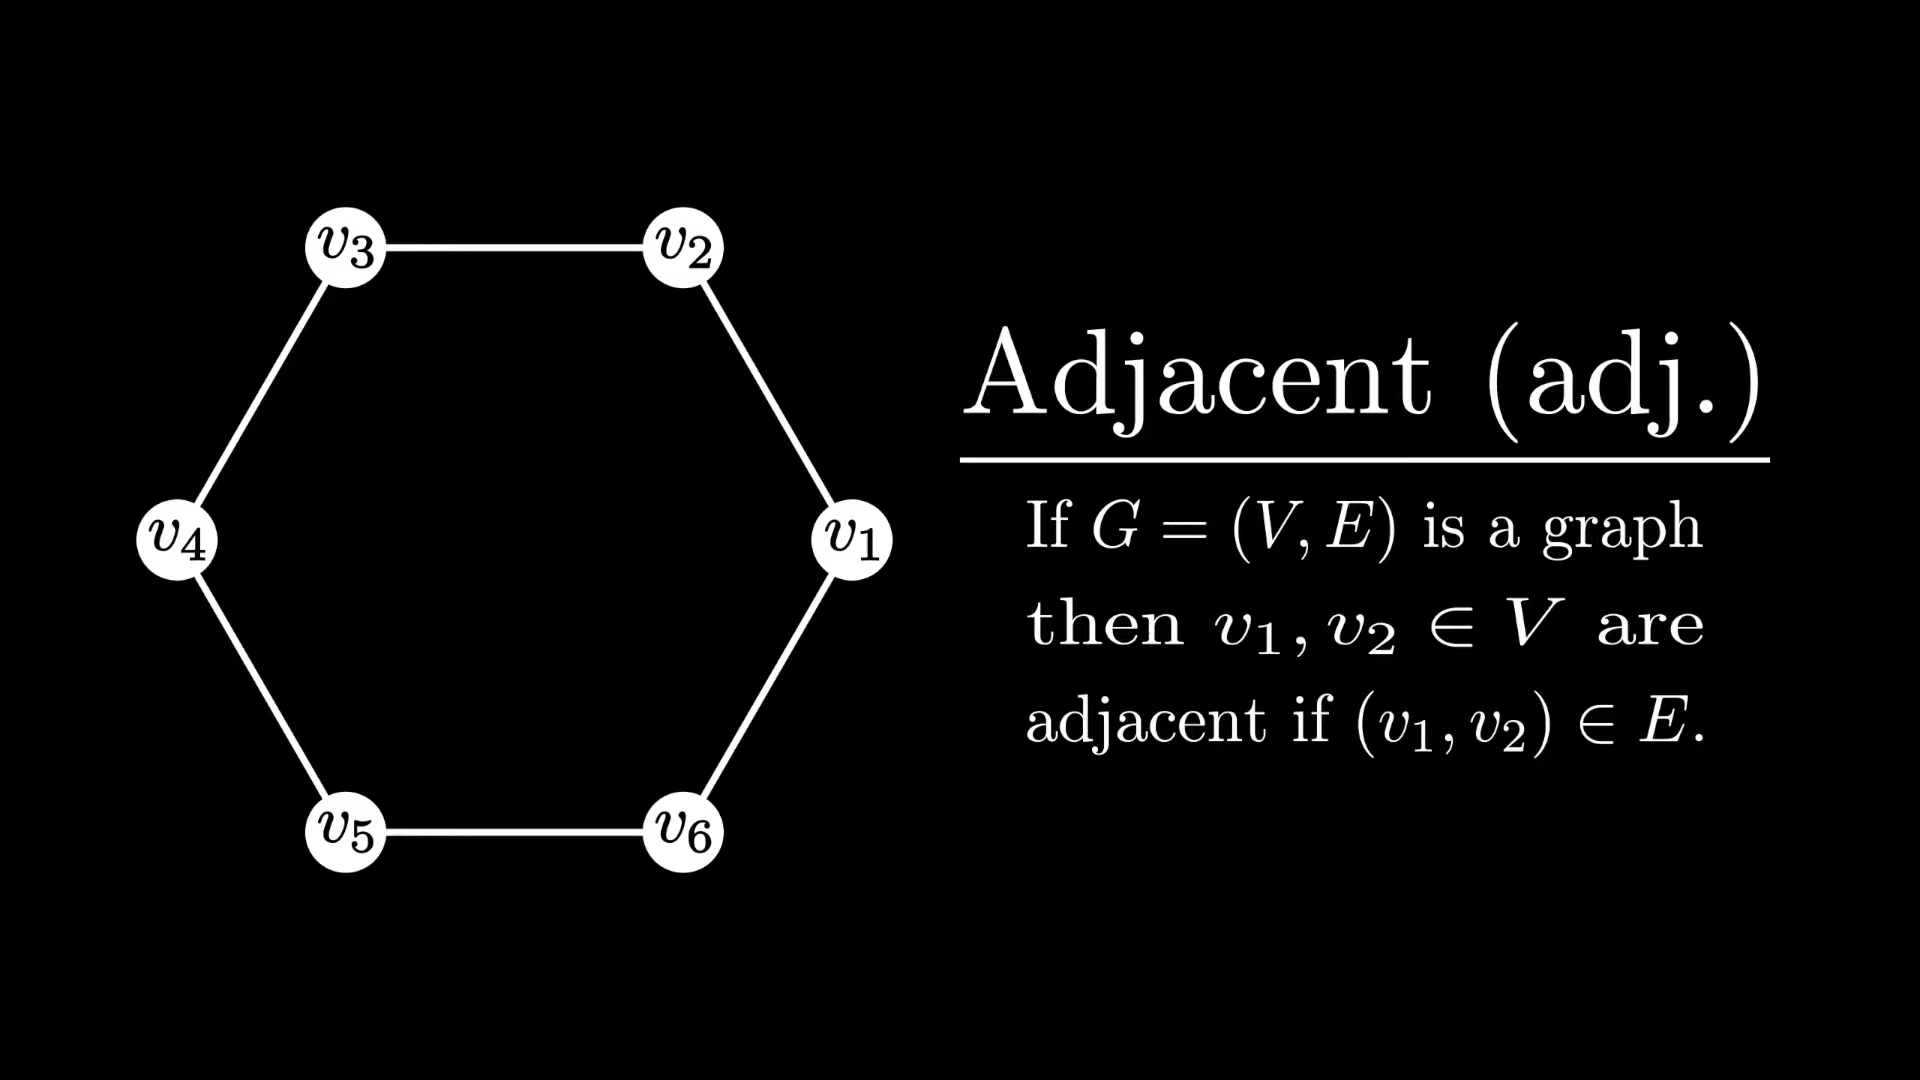 v₃ v₂
Adjacent (adj.)
v₄ v₁
If G = (V, E) is a graph
then v₁, v₂ ∈ V are
adjacent if (v₁, v₂) ∈ E.
v₅ v₆